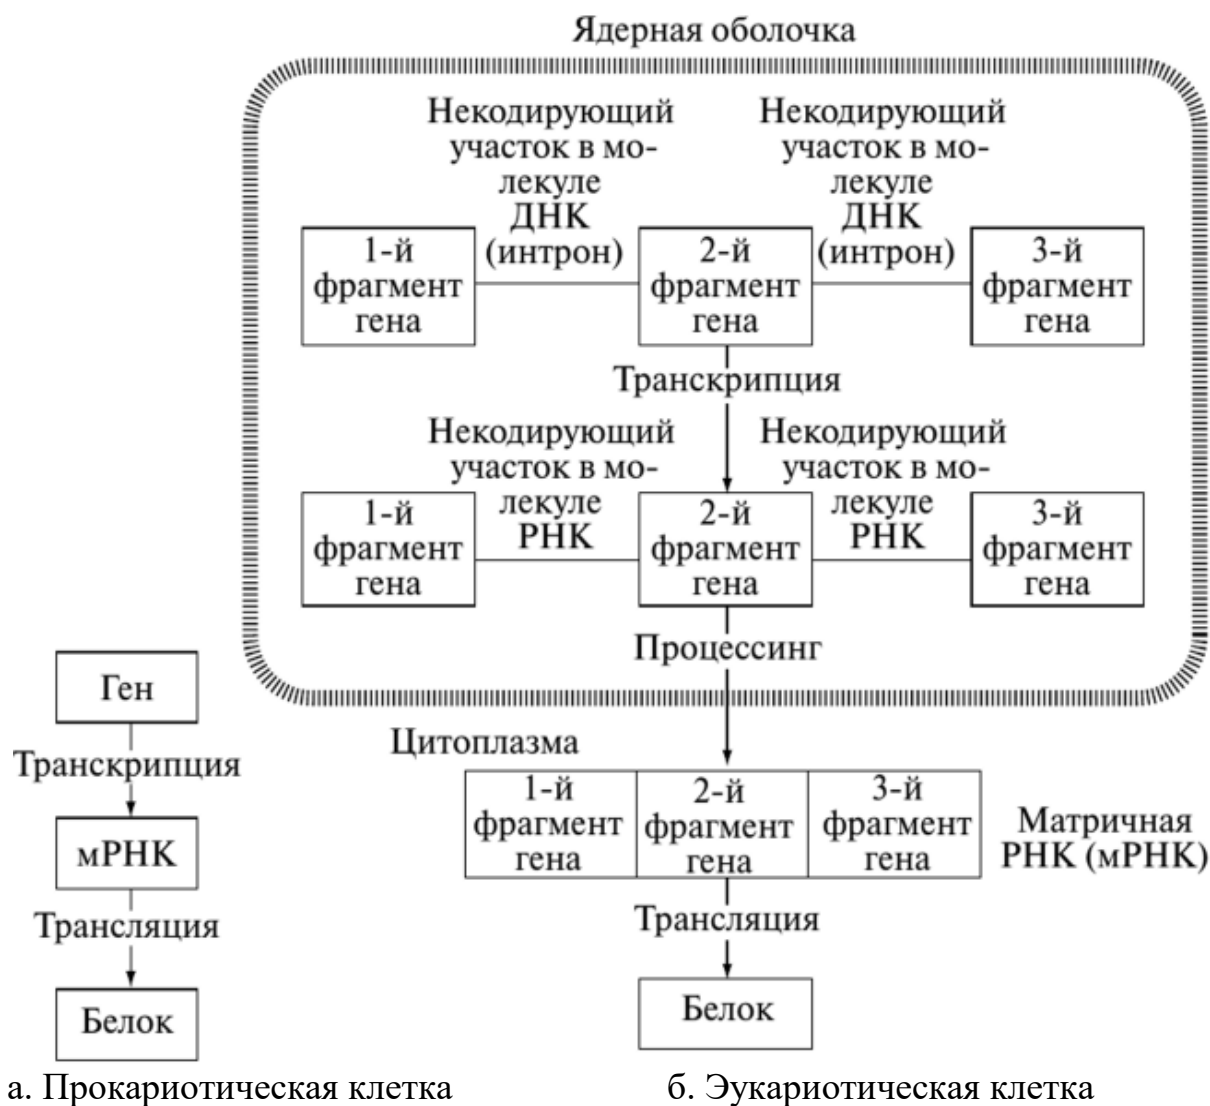 Ядерная оболочка
Некодирующий
участок в мо-
лекуле
ДНК
(интрон)
Некодирующий
участок в мо-
лекуле
ДНК
(интрон)
1-й
фрагмент
гена
2-й
фрагмент
гена
3-й
фрагмент
гена
Транскрипция
Некодирующий
участок в мо-
лекуле
РНК
Некодирующий
участок в мо-
лекуле
РНК
1-й
фрагмент
гена
2-й
фрагмент
гена
3-й
фрагмент
гена
Процессинг
Цитоплазма
1-й
фрагмент
гена
2-й
фрагмент
гена
3-й
фрагмент
гена
Матричная
РНК (мРНК)
Трансляция
Белок
Ген
Транскрипция
мРНК
Трансляция
Белок
а. Прокариотическая клетка
б. Эукариотическая клетка